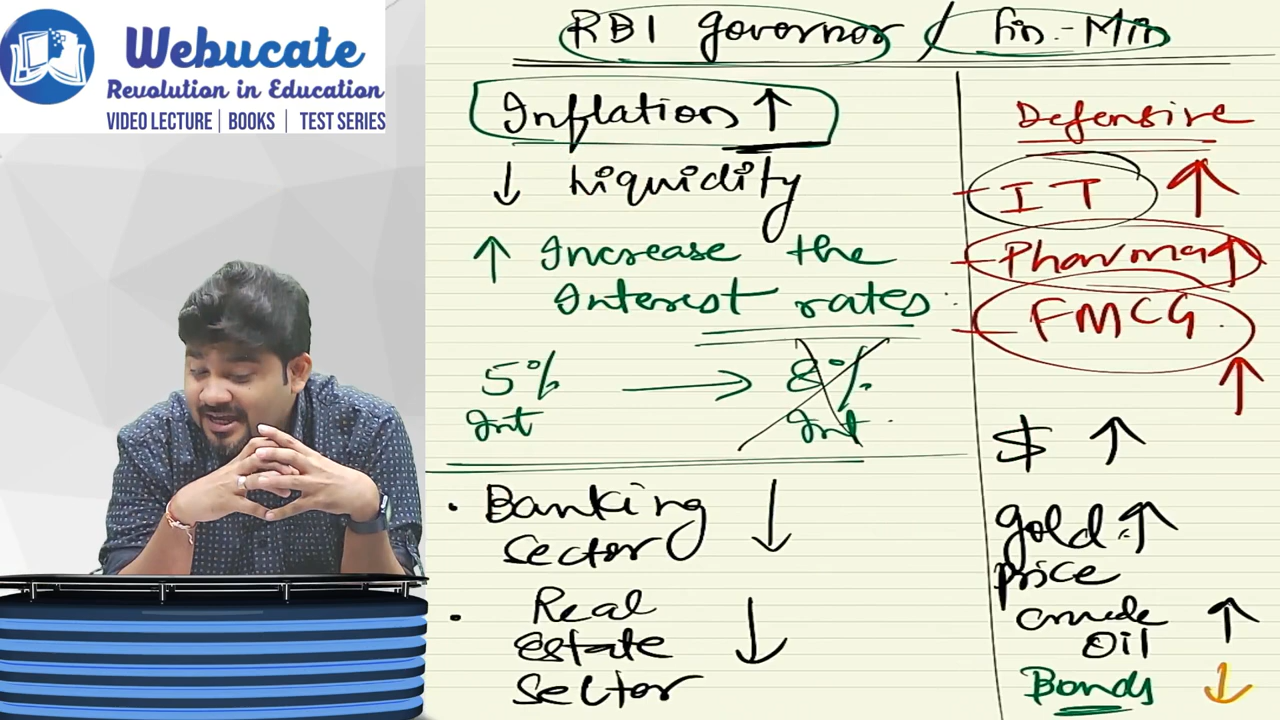 Webucate
Revolution in Education
VIDEO LECTURE | BOOKS | TEST SERIES
RBI governor / fin.-Min
Inflation ↑
↓ Liquidity
↑ Increase the
Interest rates
5% → 8%
Int Int
• Banking ↓
Sector
• Real ↓
Estate
Sector
Defensive
- IT ↑
- Pharma ↑
- FMCG
↑
$ ↑
gold ↑
price
crude ↑
Oil
Bonds ↓